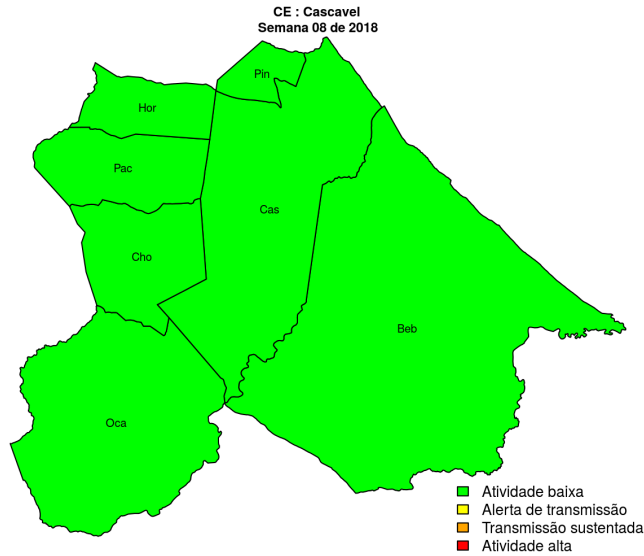 CE : Cascavel
Semana 08 de 2018
Pin
Hor
Pac
Cas
Cho
Beb
Oca
Atividade baixa
Alerta de transmissão
Transmissão sustentada
Atividade alta